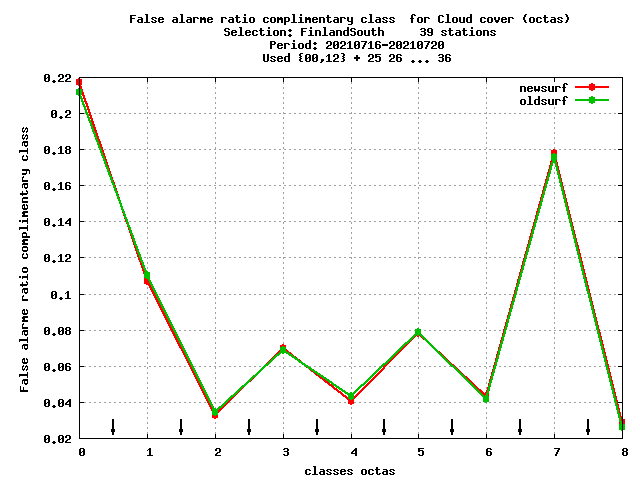 False alarme ratio complimentary class  for Cloud cover (octas)
Selection: FinlandSouth     39 stations
Period: 20210716-20210720
Used {00,12} + 25 26 ... 36
newsurf
oldsurf
0.22
0.2
0.18
0.16
0.14
0.12
0.1
0.08
0.06
0.04
0.02
False alarme ratio complimentary class
0 1 2 3 4 5 6 7 8
classes octas